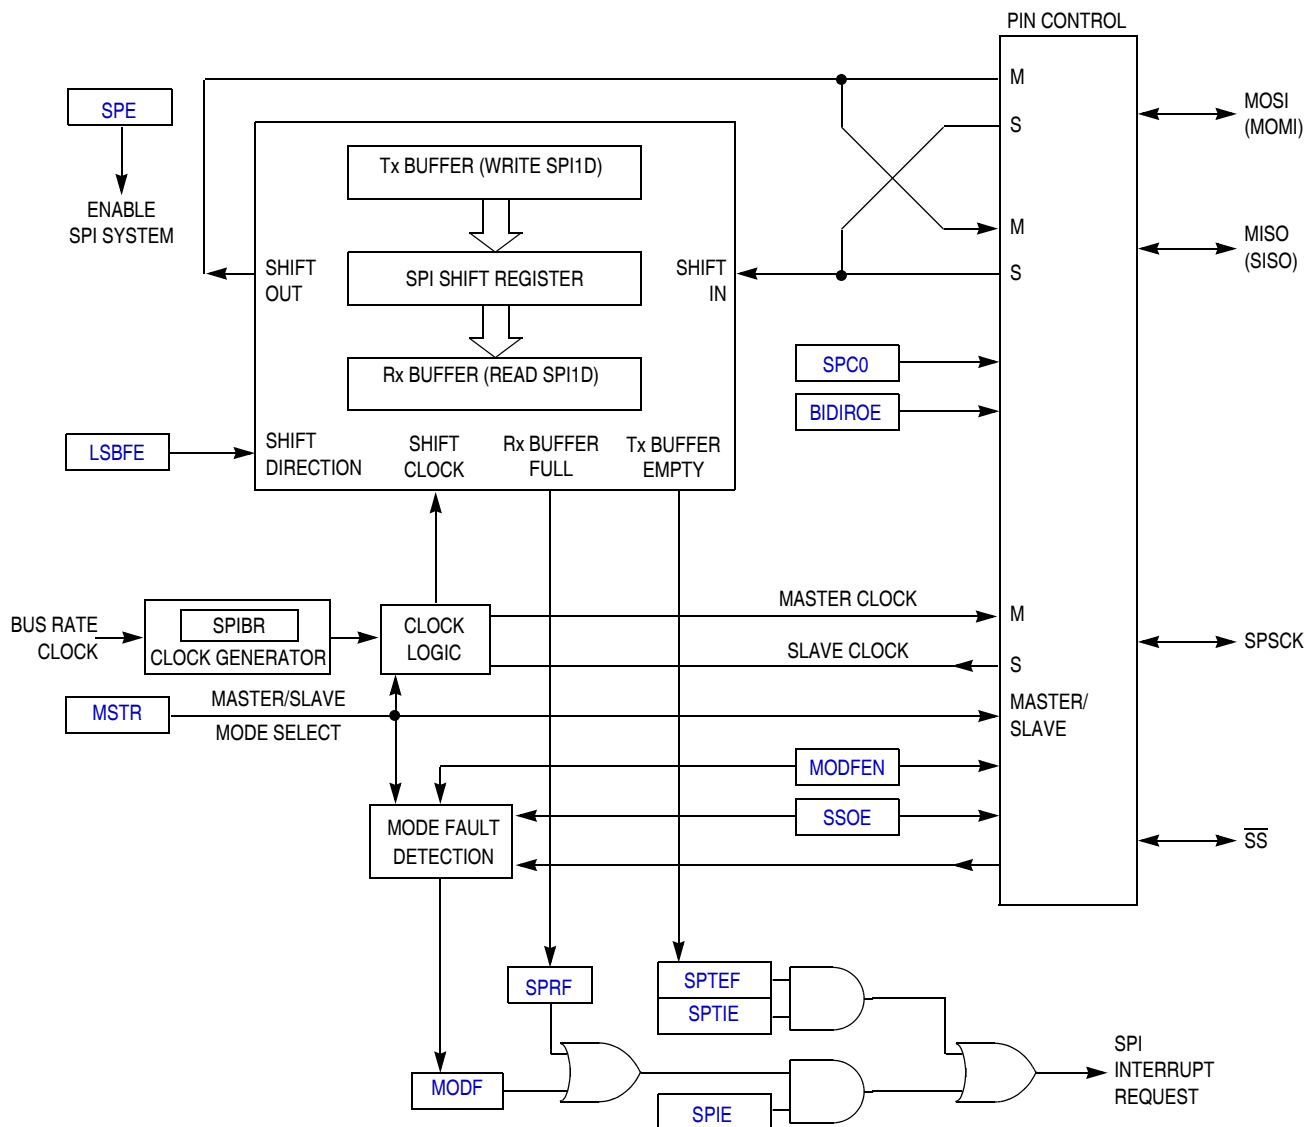 PIN CONTROL
M
MOSI
(MOMI)
S
SPE
ENABLE
SPI SYSTEM
Tx BUFFER (WRITE SPI1D)
M
MISO
(SISO)
S
SHIFT
OUT
SPI SHIFT REGISTER
SHIFT
IN
Rx BUFFER (READ SPI1D)
SPC0
BIDIROE
LSBFE
SHIFT
DIRECTION
SHIFT
CLOCK
Rx BUFFER
FULL
Tx BUFFER
EMPTY
BUS RATE
CLOCK
SPIBR
CLOCK GENERATOR
CLOCK
LOGIC
MASTER CLOCK
M
SLAVE CLOCK
S
SPSCK
MSTR
MASTER/SLAVE
MODE SELECT
MASTER/
SLAVE
MODFEN
SSOE
MODE FAULT
DETECTION
SS
SPRF
SPTEF
SPTIE
MODF
SPIE
SPI
INTERRUPT
REQUEST